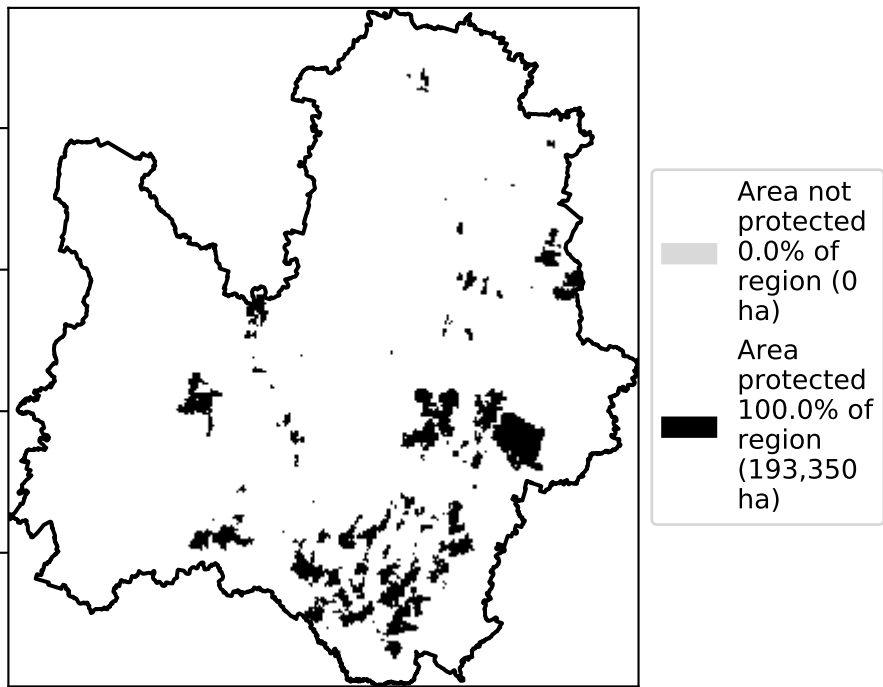 Area not
protected
0.0% of
region (0
ha)
Area
protected
100.0% of
region
(193,350
ha)